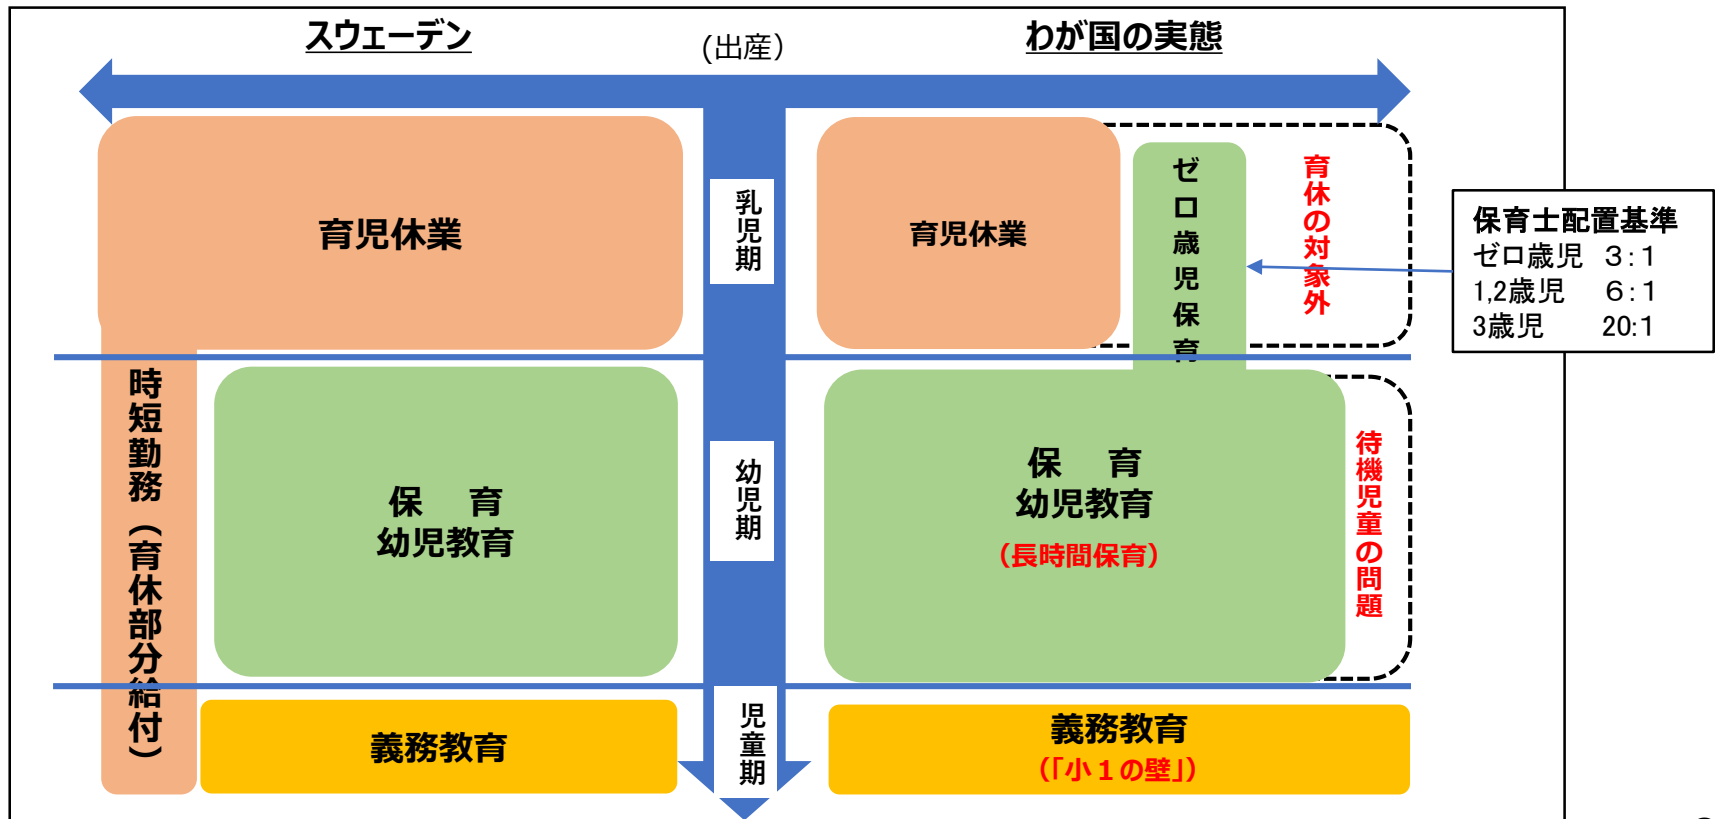 スウェーデン
(出産)
わが国の実態
育児休業
乳児期
育児休業
ゼロ歳児保育
育休の対象外
保育士配置基準
ゼロ歳児 3:1
1,2歳児 6:1
3歳児 20:1
時短勤務(育休部分給付)
保 育
幼児教育
幼児期
保 育
幼児教育
(長時間保育)
待機児童の問題
義務教育
児童期
義務教育
(「小1の壁」)